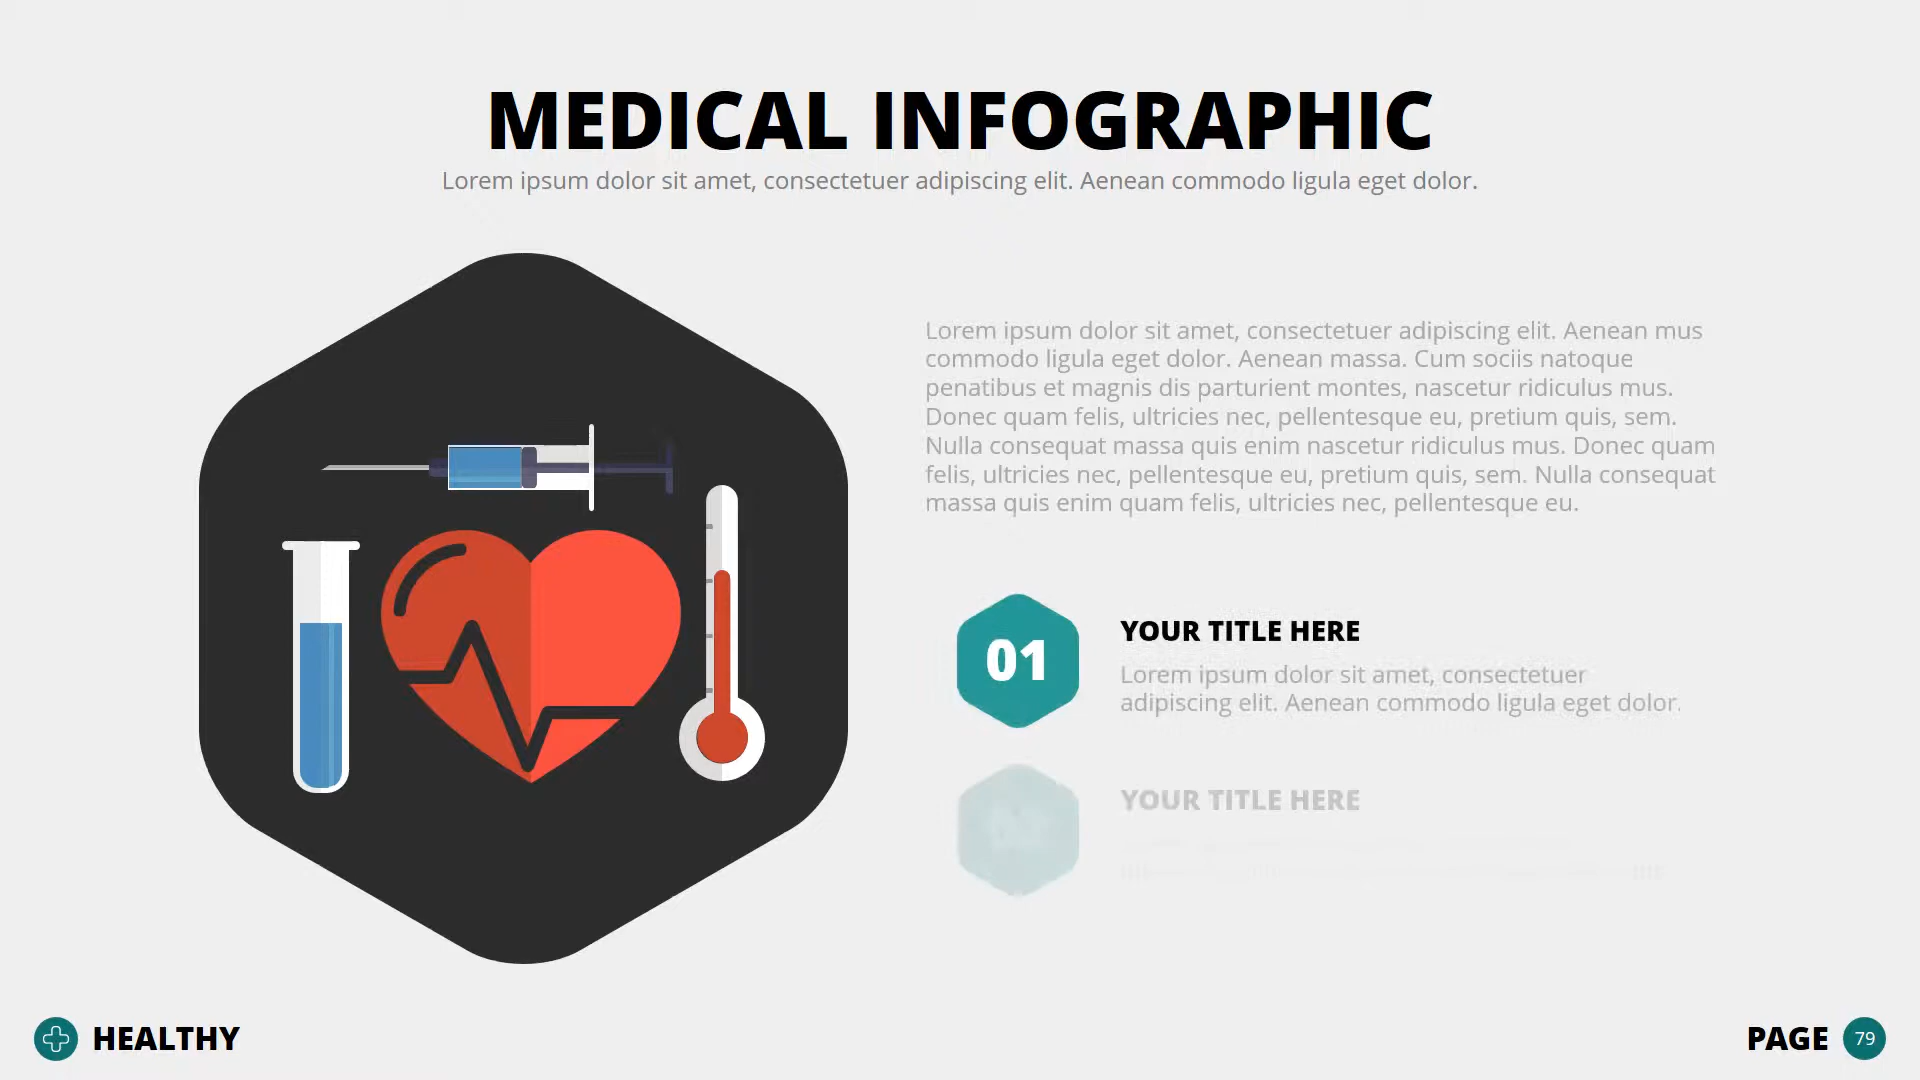 MEDICAL INFOGRAPHIC
Lorem ipsum dolor sit amet, consectetuer adipiscing elit. Aenean commodo ligula eget dolor.
Lorem ipsum dolor sit amet, consectetuer adipiscing elit. Aenean mus
commodo ligula eget dolor. Aenean massa. Cum sociis natoque
penatibus et magnis dis parturient montes, nascetur ridiculus mus.
Donec quam felis, ultricies nec, pellentesque eu, pretium quis, sem.
Nulla consequat massa quis enim nascetur ridiculus mus. Donec quam
felis, ultricies nec, pellentesque eu, pretium quis, sem. Nulla consequat
massa quis enim quam felis, ultricies nec, pellentesque eu.
01
YOUR TITLE HERE
Lorem ipsum dolor sit amet, consectetuer
adipiscing elit. Aenean commodo ligula eget dolor.
YOUR TITLE HERE
HEALTHY
PAGE 79